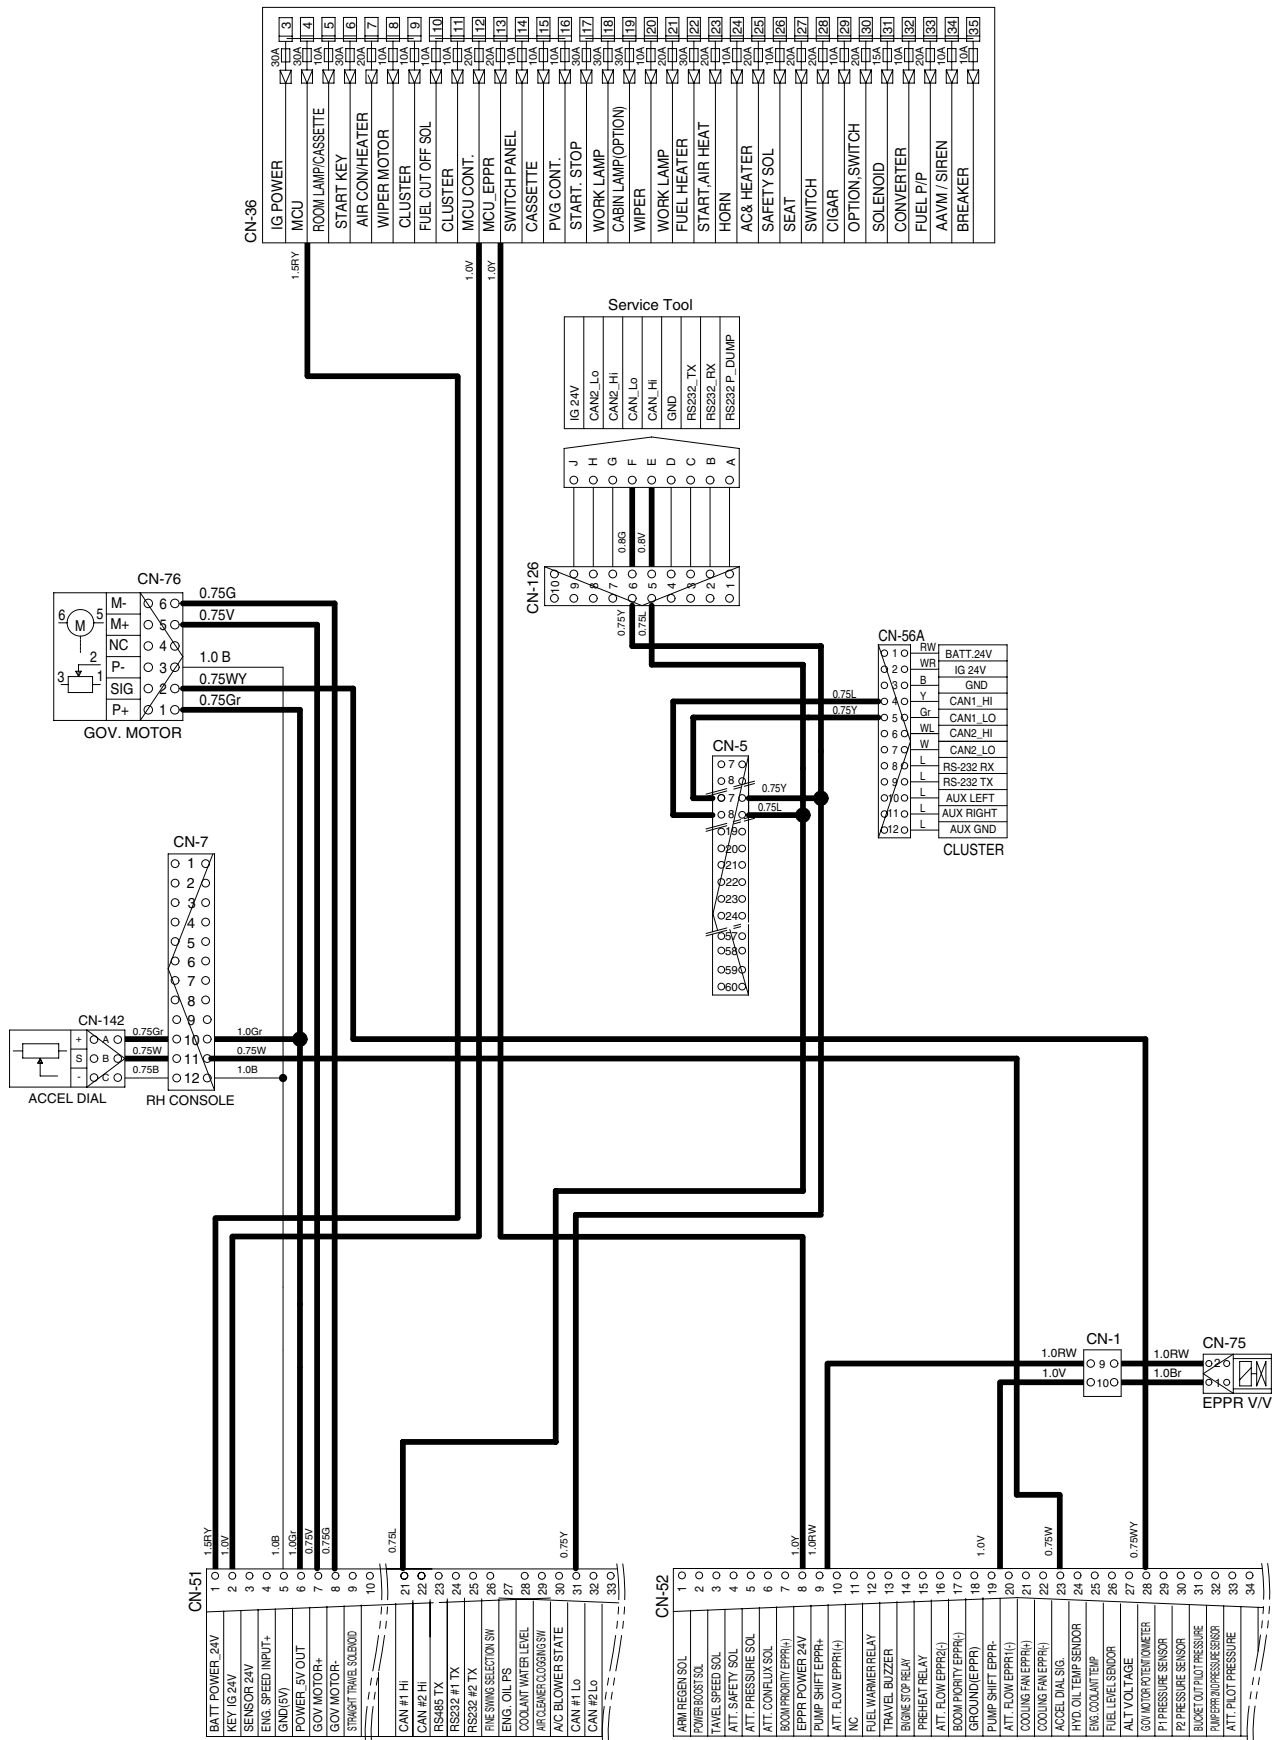 CN-36
3 4 5 6 7 8 9 10 11 12 13 14 15 16 17 18 19 20 21 22 23 24 25 26 27 28 29 30 31 32 33 34 35
30A 30A 10A 30A 20A 10A 10A 10A 10A 20A 20A 10A 10A 10A 30A 30A 10A 10A 30A 20A 10A 10A 20A 10A 10A 20A 20A 10A 20A 15A 10A 20A 10A
IG POWER
MCU
ROOM LAMP/CASSETTE
START KEY
AIR CON/HEATER
WIPER MOTOR
CLUSTER
FUEL CUT OFF SOL
CLUSTER
MCU CONT.
MCU_EPPR
SWITCH PANEL
CASSETTE
PVG CONT.
START. STOP
WORK LAMP
CABIN LAMP(OPTION)
WIPER
WORK LAMP
FUEL HEATER
START,AIR HEAT
HORN
AC& HEATER
SAFETY SOL
SEAT
SWITCH
CIGAR
OPTION,SWITCH
SOLENOID
CONVERTER
FUEL P/P
AAVM / SIREN
BREAKER
1.5RY
1.0V
1.0Y
Service Tool
IG 24V
CAN2_Lo
CAN2_Hi
CAN_Lo
CAN_Hi
GND
RS232_TX
RS232_RX
RS232 P_DUMP
J H G F E D C B A
0.8G
0.8V
CN-126
10 9 8 7 6 5 4 3 2 1
0.75Y
0.75L
CN-76
M- 6 0.75G
M+ 5 0.75V
NC 4
P- 3 1.0 B
SIG 2 0.75WY
P+ 1 0.75Gr
6 M 5
2
3 1
GOV. MOTOR
CN-56A
1 RW BATT.24V
2 WR IG 24V
3 B GND
0.75L 4 Y CAN1_HI
0.75Y 5 Gr CAN1_LO
6 WL CAN2_HI
7 W CAN2_LO
8 L RS-232 RX
9 L RS-232 TX
10 L AUX LEFT
11 L AUX RIGHT
12 L AUX GND
CLUSTER
CN-5
7
8
7 0.75Y
8 0.75L
19
20
21
22
23
24
57
58
59
60
CN-7
1
2
3
4
5
6
7
8
9
10
11
12
CN-142
+ A 0.75Gr 1.0Gr
S B 0.75W 0.75W
- C 0.75B 1.0B
ACCEL DIAL
RH CONSOLE
CN-1
1.0RW 9 1.0RW
1.0V 10 1.0Br
CN-75
2
1
EPPR V/V
1.5RY
1.0V
1.0B
1.0Gr
0.75V
0.75G
0.75L
0.75Y
1.0Y
1.0RW
1.0V
0.75W
0.75WY
CN-51
1 2 3 4 5 6 7 8 9 10 21 22 23 24 25 26 27 28 29 30 31 32 33
BATT POWER_24V
KEY IG 24V
SENSOR 24V
ENG. SPEED INPUT+
GND(5V)
POWER_5V OUT
GOV MOTOR+
GOV MOTOR-
STRAIGHT TRAVEL SOLENOID
CAN #1 Hi
CAN #2 Hi
RS485 TX
RS232 #1 TX
RS232 #2 TX
FINE SWING SELECTION SW
ENG. OIL PS
COOLANT WATER LEVEL
AIR CLEANER CLOGGING SW
A/C BLOWER STATE
CAN #1 Lo
CAN #2 Lo
CN-52
1 2 3 4 5 6 7 8 9 10 11 12 13 14 15 16 17 18 19 20 21 22 23 24 25 26 27 28 29 30 31 32 33 34
ARM REGEN SOL
POWER BOOST SOL
TAVEL SPEED SOL
ATT. SAFETY SOL
ATT. PRESSURE SOL
ATT. CONFLUX SOL
BOOM PRIORITY EPPR(+)
EPPR POWER 24V
PUMP SHIFT EPPR+
ATT. FLOW EPPR1(+)
NC
FUEL WARMER RELAY
TRAVEL BUZZER
ENGINE STOP RELAY
PREHEAT RELAY
ATT. FLOW EPPR2(-)
BOOM PIORITY EPPR(-)
GROUND(EPPR)
PUMP SHIFT EPPR-
ATT. FLOW EPPR1(-)
COOLING FAN EPPR(+)
COOLING FAN EPPR(-)
ACCEL DIAL SIG.
HYD. OIL TEMP SENDOR
ENG.COOLANT TEMP
FUEL LEVEL SENDOR
ALT VOLTAGE
GOV MOTOR POTENTIONMETER
P1 PRESSURE SENSOR
P2 PRESSURE SENSOR
BUCKET OUT PILOT PRESSURE
PUMP EPPR 2ND PRESSURE SENSOR
ATT. PILOT PRESSURE